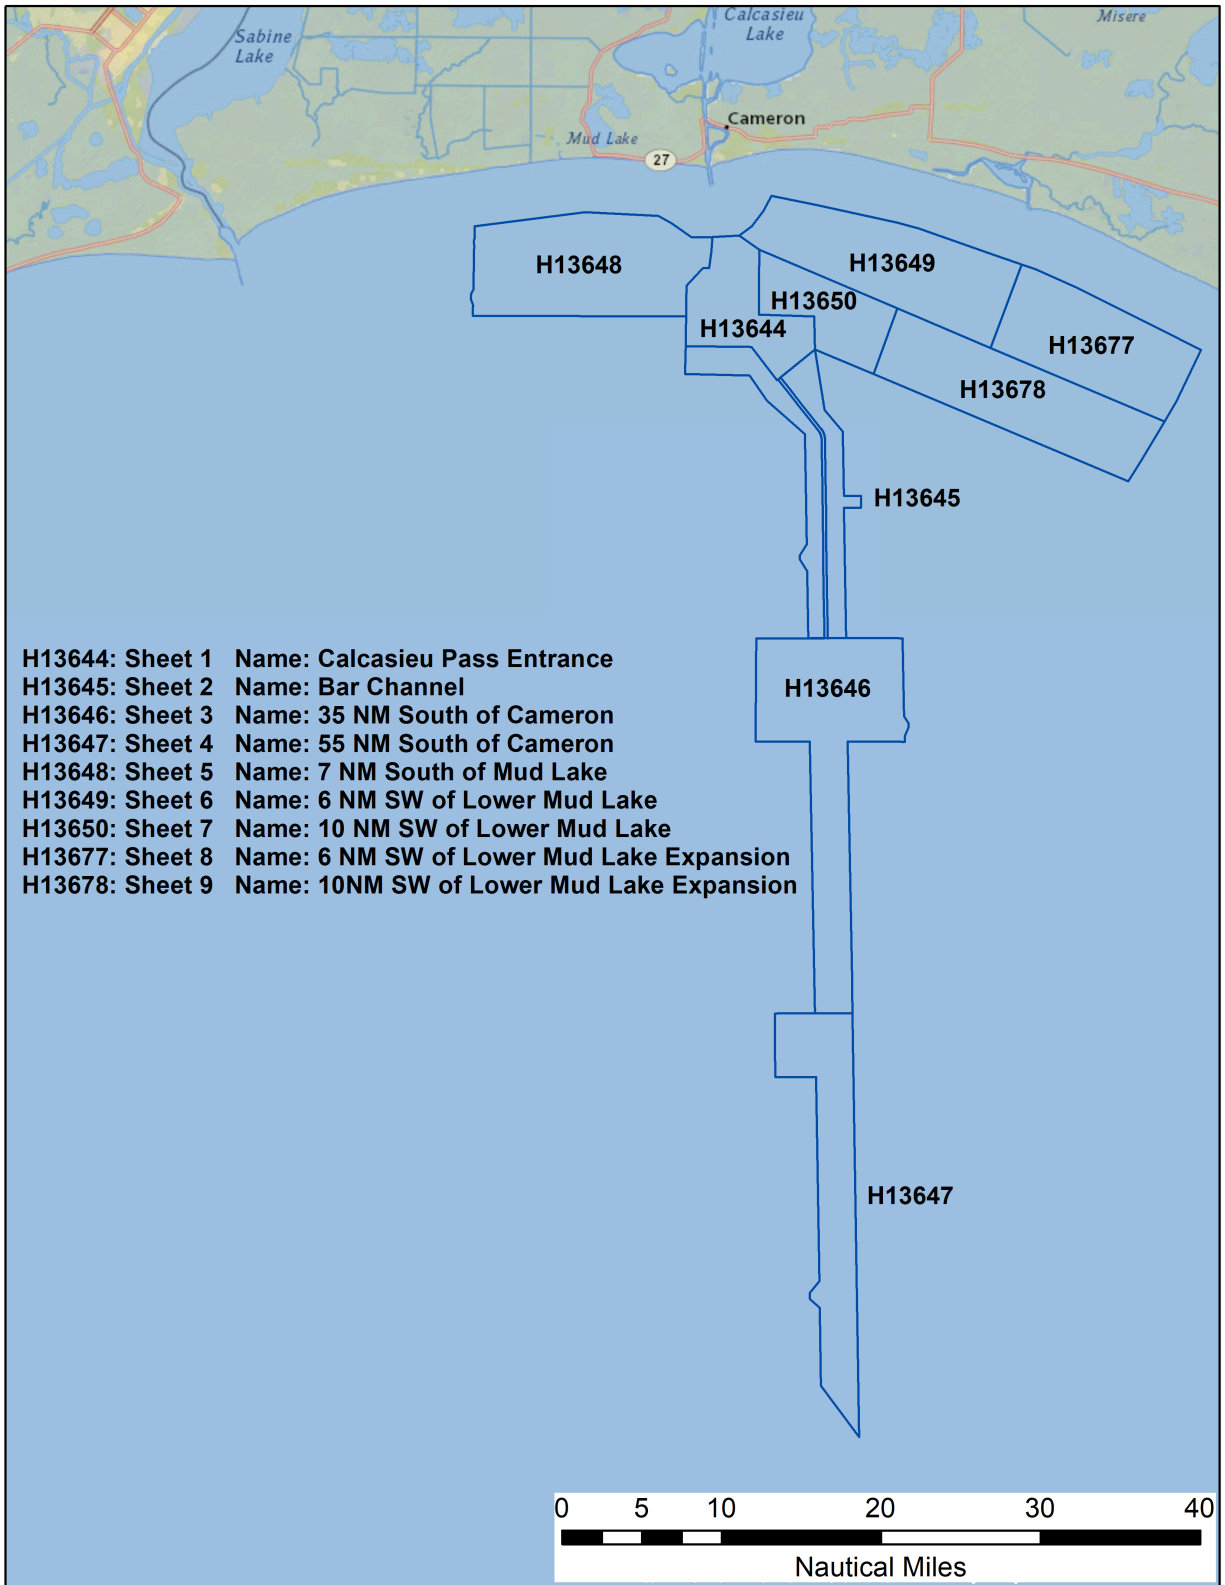 Sabine
Lake
Calcasieu
Lake
Misere
Cameron
Mud Lake
27
H13648
H13649
H13650
H13644
H13677
H13678
H13645
H13644: Sheet 1 Name: Calcasieu Pass Entrance
H13645: Sheet 2 Name: Bar Channel
H13646: Sheet 3 Name: 35 NM South of Cameron
H13647: Sheet 4 Name: 55 NM South of Cameron
H13648: Sheet 5 Name: 7 NM South of Mud Lake
H13649: Sheet 6 Name: 6 NM SW of Lower Mud Lake
H13650: Sheet 7 Name: 10 NM SW of Lower Mud Lake
H13677: Sheet 8 Name: 6 NM SW of Lower Mud Lake Expansion
H13678: Sheet 9 Name: 10NM SW of Lower Mud Lake Expansion
H13646
H13647
0 5 10 20 30 40
Nautical Miles